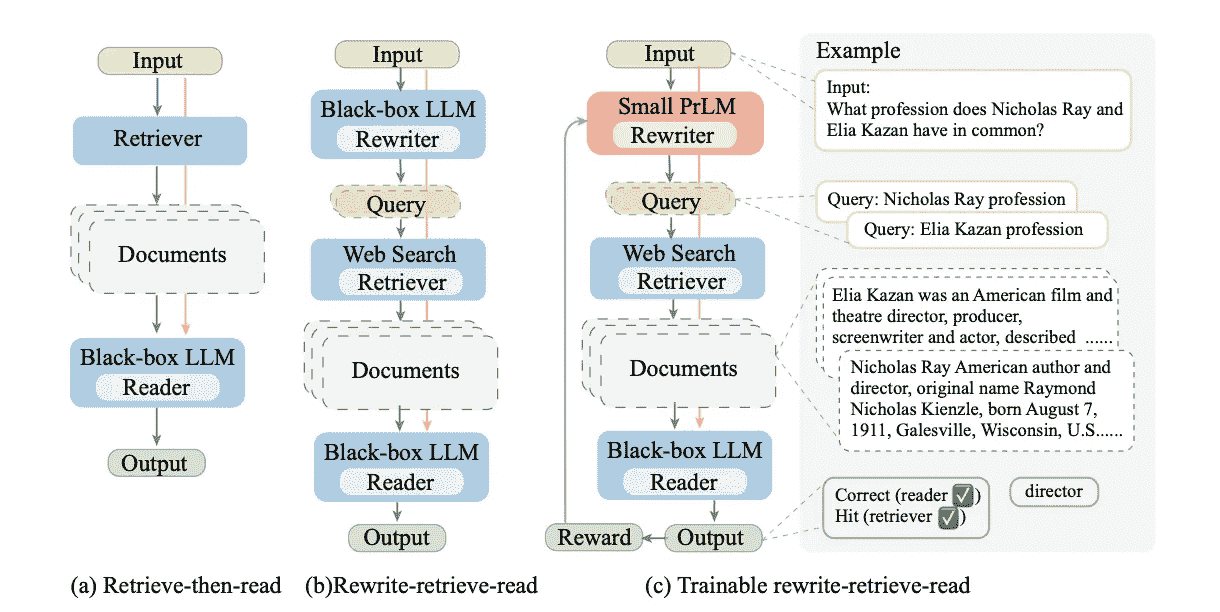 Input
Retriever
Documents
Black-box LLM
Reader
Output
(a) Retrieve-then-read
Input
Black-box LLM
Rewriter
Query
Web Search
Retriever
Documents
Black-box LLM
Reader
Output
(b)Rewrite-retrieve-read
Input
Small PrLM
Rewriter
Query
Web Search
Retriever
Documents
Black-box LLM
Reader
Reward
Output
(c) Trainable rewrite-retrieve-read
Example
Input:
What profession does Nicholas Ray and
Elia Kazan have in common?
Query: Nicholas Ray profession
Query: Elia Kazan profession
Elia Kazan was an American film and
theatre director, producer,
screenwriter and actor, described ......
Nicholas Ray American author and
director, original name Raymond
Nicholas Kienzle, born August 7,
1911, Galesville, Wisconsin, U.S......
Correct (reader ✅)
Hit (retriever ✅)
director